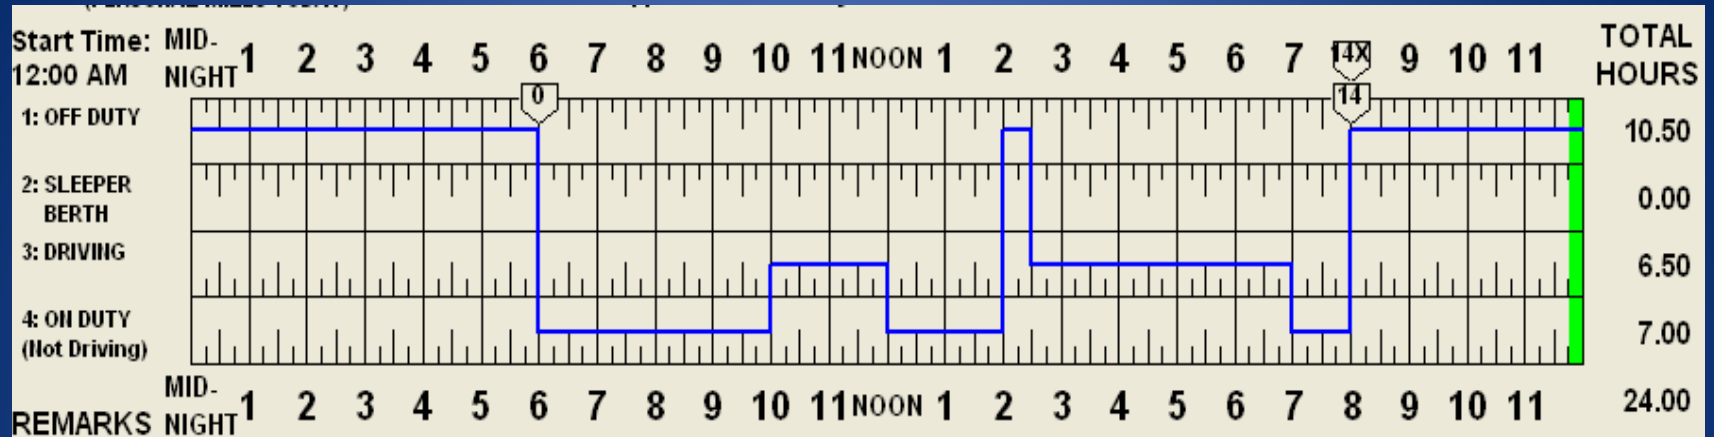 Start Time: MID- 1 2 3 4 5 6 7 8 9 10 11 NOON 1 2 3 4 5 6 7 14X 9 10 11 TOTAL
12:00 AM NIGHT HOURS
0 14
1: OFF DUTY 10.50
2: SLEEPER
BERTH 0.00
3: DRIVING 6.50
4: ON DUTY
(Not Driving) 7.00
MID-
REMARKS NIGHT 1 2 3 4 5 6 7 8 9 10 11 NOON 1 2 3 4 5 6 7 8 9 10 11 24.00